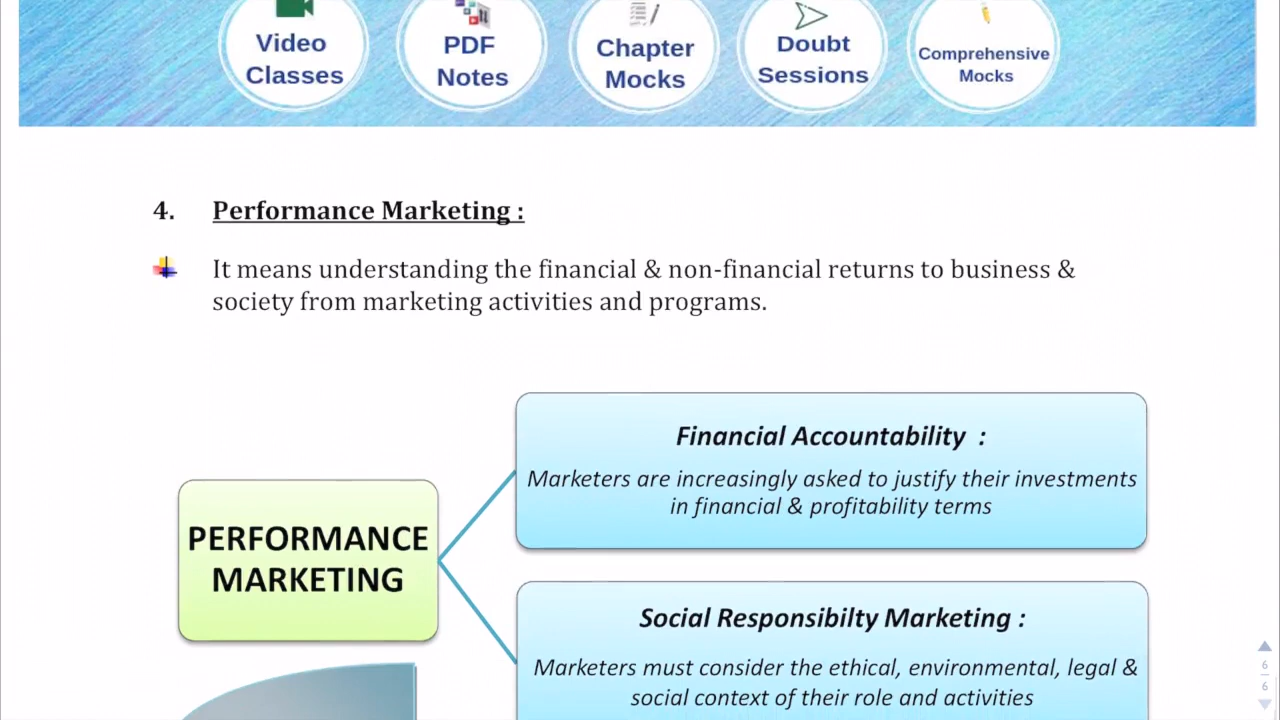 Video
Classes
PDF
Notes
Chapter
Mocks
Doubt
Sessions
Comprehensive
Mocks
4. Performance Marketing :
It means understanding the financial & non-financial returns to business &
society from marketing activities and programs.
PERFORMANCE
MARKETING
Financial Accountability :
Marketers are increasingly asked to justify their investments
in financial & profitability terms
Social Responsibilty Marketing :
Marketers must consider the ethical, environmental, legal &
social context of their role and activities
6
6